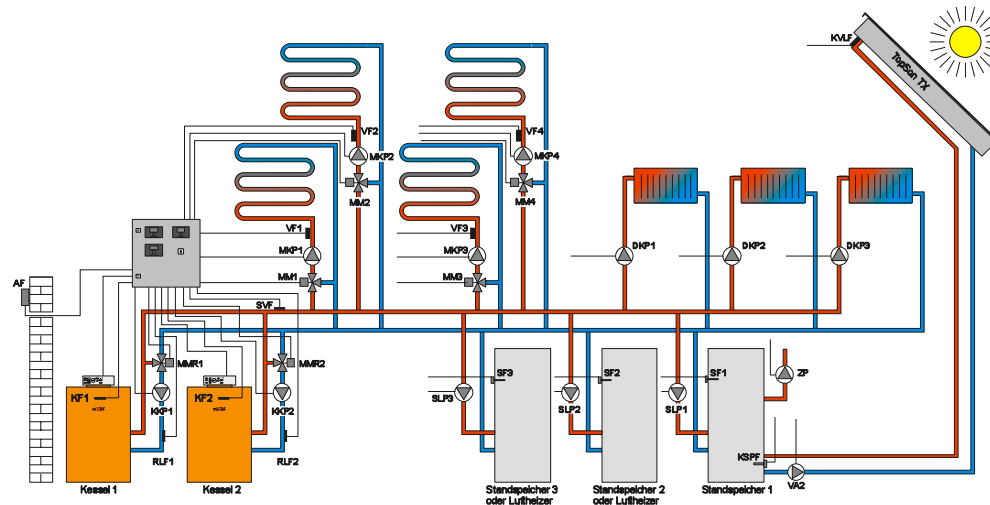 KVLF
TopSon TX
VF2
VF4
MKP2
MKP4
MM2
MM4
VF1
VF3
MKP1
MKP3
DKP1
DKP2
DKP3
MM1
MM3
AF
SVF
MMR1
MMR2
SF3
SF2
SF1
ZP
KF1
KF2
KKP1
KKP2
SLP3
SLP2
SLP1
KSPF
RLF1
RLF2
VA2
Kessel 1
Kessel 2
Standspeicher 3
oder Lufterhizer
Standspeicher 2
oder Lufterhizer
Standspeicher 1